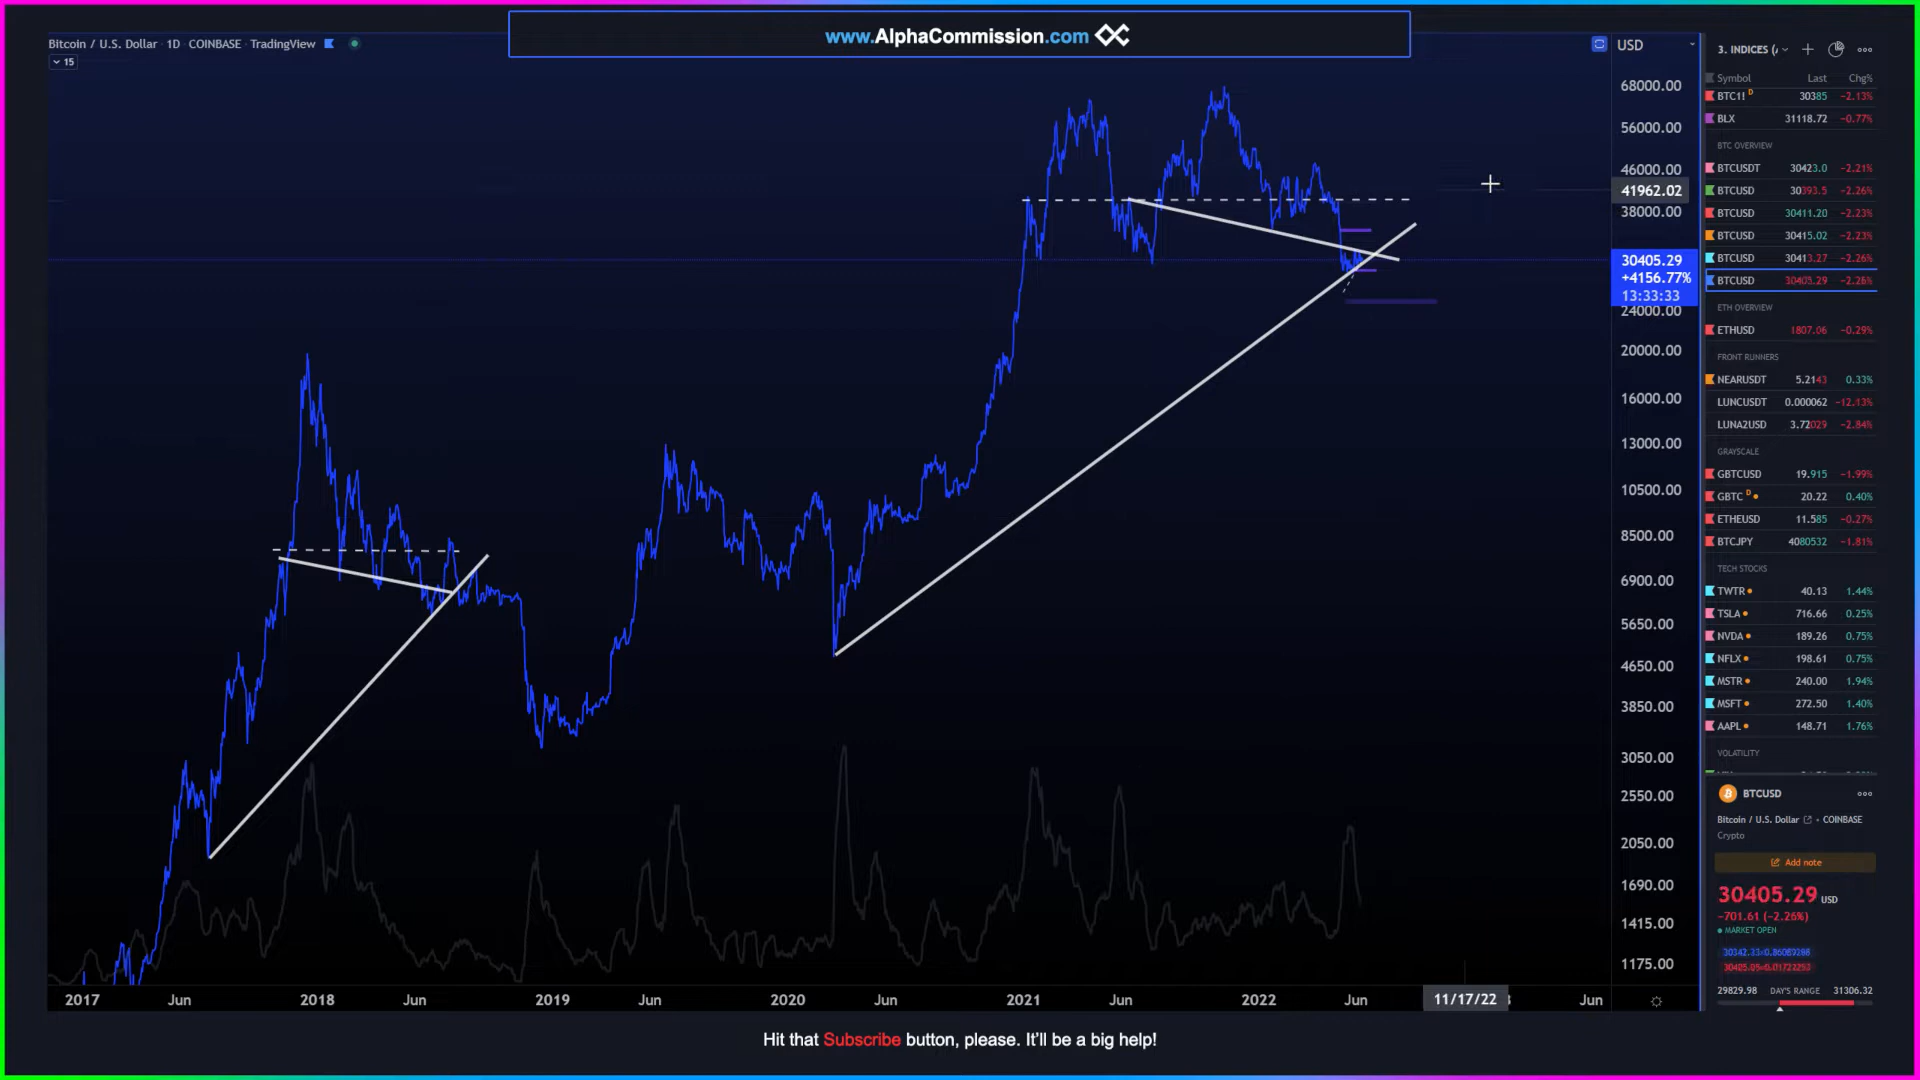 www.AlphaCommission.com
Bitcoin / U.S. Dollar · 1D · COINBASE · TradingView
15
USD
68000.00
56000.00
46000.00
41962.02
38000.00
30405.29
+4156.77%
13:33:33
24000.00
20000.00
16000.00
13000.00
10500.00
8500.00
6900.00
5650.00
4650.00
3850.00
3050.00
2550.00
2050.00
1690.00
1415.00
1175.00
2017 Jun 2018 Jun 2019 Jun 2020 Jun 2021 Jun 2022 Jun 11/17/22 Jun
3. INDICES (
Symbol Last Chg%
BTC1! D 30385 −2.13%
BLX 31118.72 −0.77%
BTC OVERVIEW
BTCUSDT 30423.0 −2.21%
BTCUSD 30393.5 −2.26%
BTCUSD 30411.20 −2.23%
BTCUSD 30415.02 −2.23%
BTCUSD 30413.27 −2.26%
BTCUSD 30405.29 −2.26%
ETH OVERVIEW
ETHUSD 1807.06 −0.29%
FRONT RUNNERS
NEARUSDT 5.2143 0.33%
LUNCUSDT 0.000062 −12.13%
LUNA2USD 3.72029 −2.84%
GRAYSCALE
GBTCUSD 19.915 −1.99%
GBTC D 20.22 0.40%
ETHEUSD 11.585 −0.27%
BTCJPY 4080532 −1.81%
TECH STOCKS
TWTR 40.13 1.44%
TSLA 716.66 0.25%
NVDA 189.26 0.75%
NFLX 198.61 0.75%
MSTR 240.00 1.94%
MSFT 272.50 1.40%
AAPL 148.71 1.76%
VOLATILITY
BTCUSD
Bitcoin / U.S. Dollar • COINBASE
Crypto
Add note
30405.29 USD
−701.61 (−2.26%)
MARKET OPEN
29829.98 DAY'S RANGE 31306.32
Hit that Subscribe button, please. It'll be a big help!